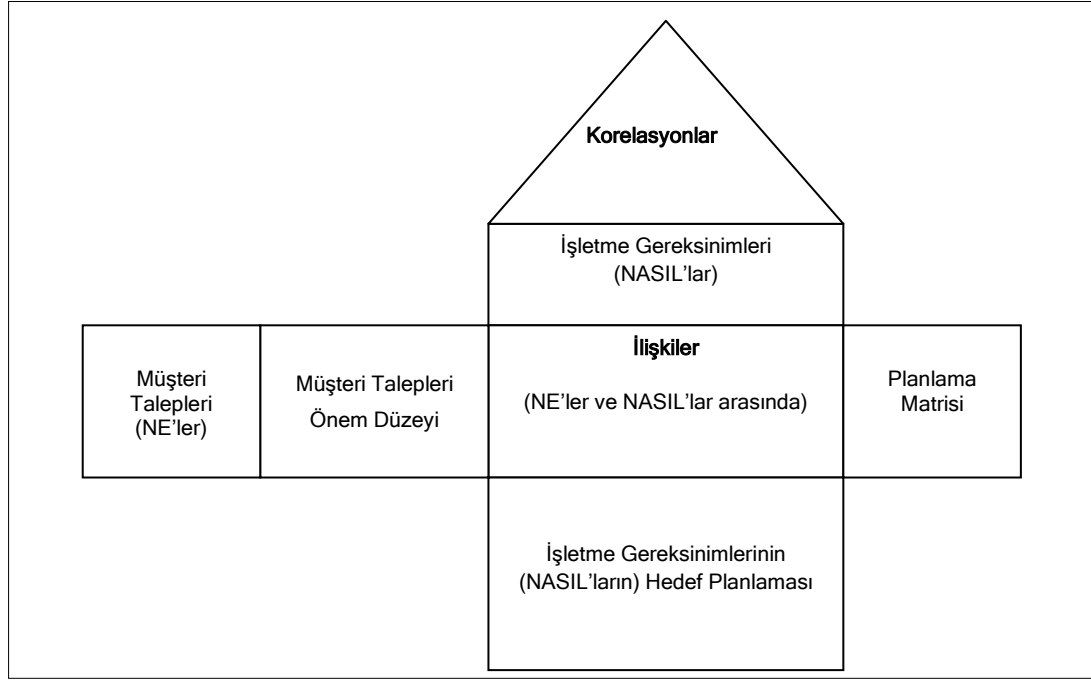 Korelasyonlar
İşletme Gereksinimleri
(NASIL’lar)
Müşteri
Talepleri
(NE’ler)
Müşteri Talepleri
Önem Düzeyi
İlişkiler
(NE’ler ve NASIL’lar arasında)
Planlama
Matrisi
İşletme Gereksinimlerinin
(NASIL’ların) Hedef Planlaması